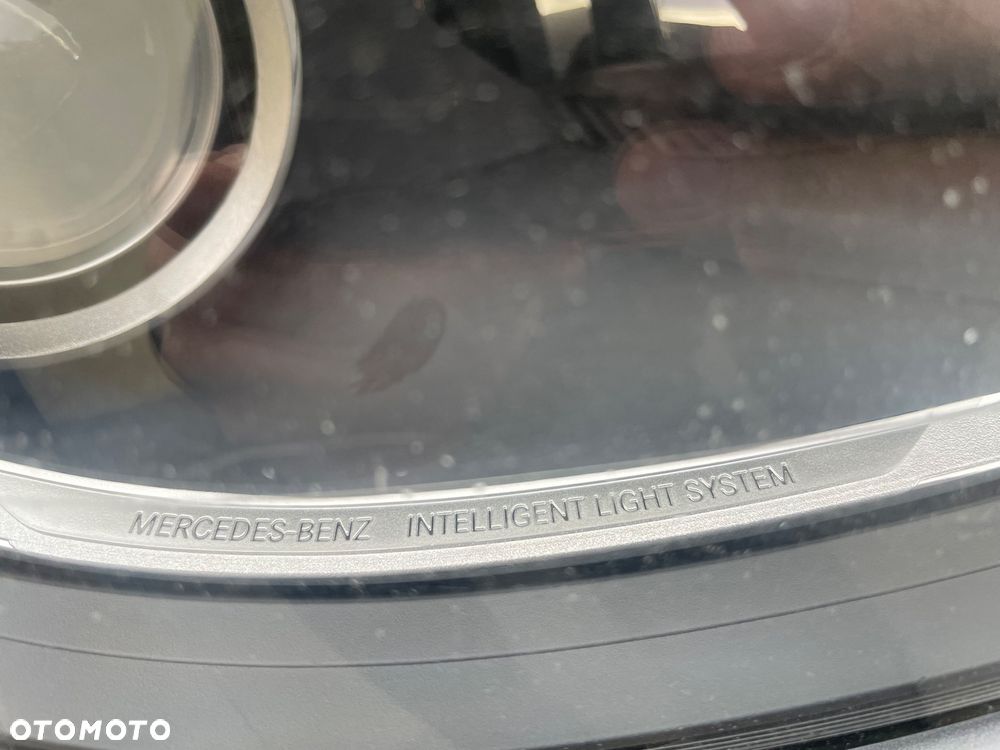 MERCEDES-BENZ INTELLIGENT LIGHT SYSTEM
OTOMOTO